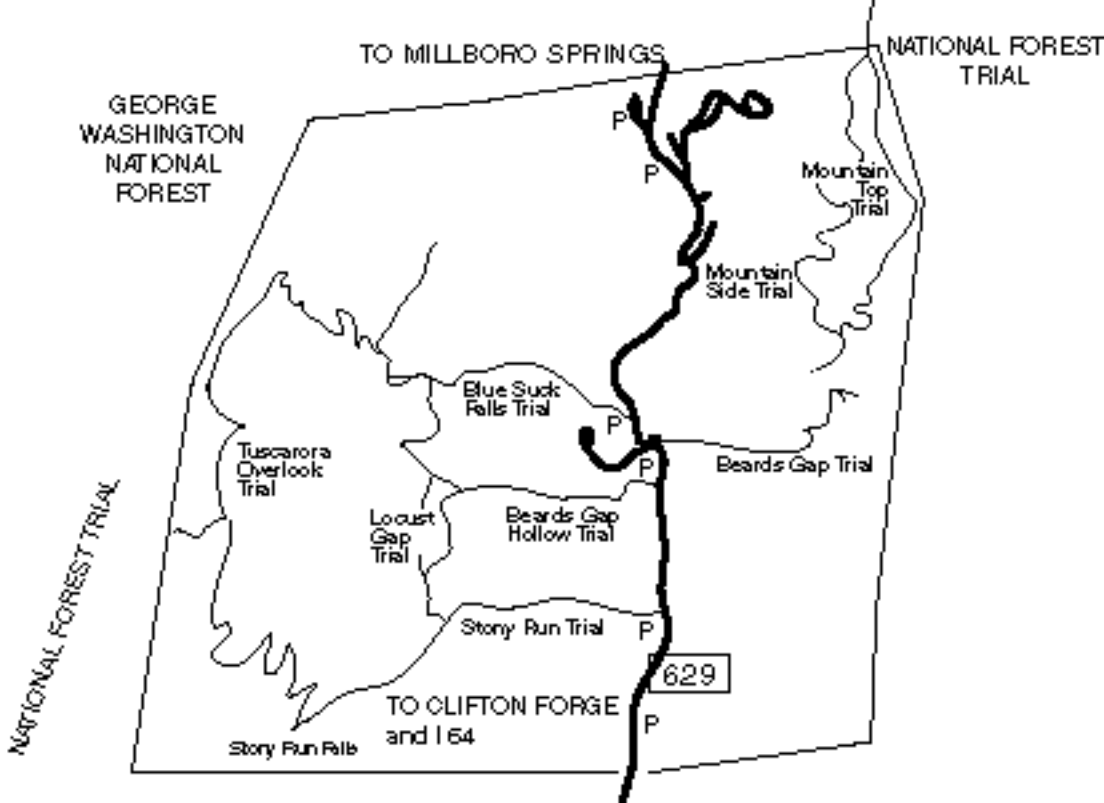 TO MILLBORO SPRINGS
NATIONAL FOREST
TRIAL
GEORGE
WASHINGTON
NATIONAL
FOREST
P
P
Mountain
Top
Trial
Mountain
Side Trial
Blue Suck
Falls Trial
P
Tuscarora
Overlook
Trial
P
Beards Gap Trial
NATIONAL FOREST TRIAL
Locust
Gap
Trial
Beards Gap
Hollow Trial
Stony Run Trial
P
629
TO CLIFTON FORGE
and I 64
P
Stony Run Falls